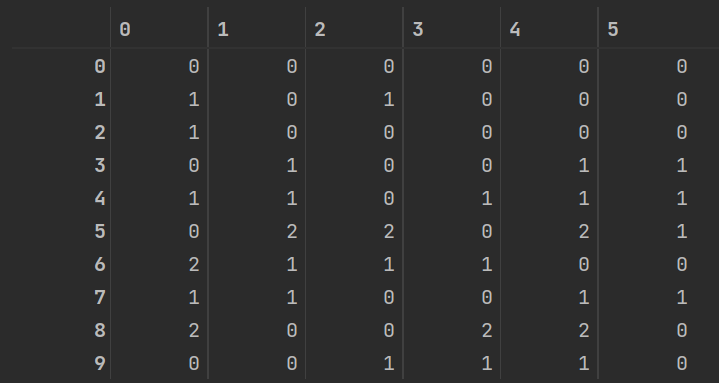 0 1 2 3 4 5
0 0 0 0 0 0 0
1 1 0 1 0 0 0
2 1 0 0 0 0 0
3 0 1 0 0 1 1
4 1 1 0 1 1 1
5 0 2 2 0 2 1
6 2 1 1 1 0 0
7 1 1 0 0 1 1
8 2 0 0 2 2 0
9 0 0 1 1 1 0